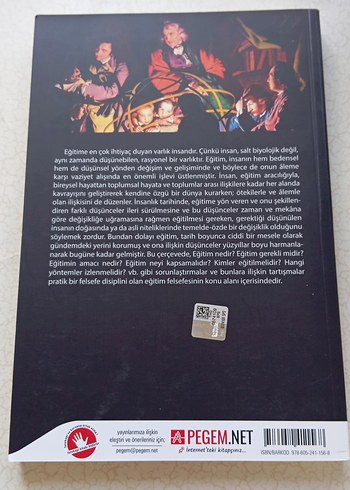 Eğitime en çok ihtiyaç duyan varlık insandır. Çünkü insan, salt biyolojik değil,
aynı zamanda düşünebilen, rasyonel bir varlıktır. Eğitim, insanın hem bedensel
hem de düşünsel yönden değişim ve gelişiminde ve böylece de onun âleme
karşı vaziyet alışında en önemli işlevi üstlenmiştir. İnsan, eğitim aracılığıyla,
bireysel hayattan toplumsal hayata ve toplumlar arası ilişkilere kadar her alanda
kavrayışını geliştirerek kendine özgü bir dünya kurarken; ötekilerle ve âlemle
olan ilişkisini de düzenler. İnsanlık tarihinde, eğitime yön veren ve onu şekillen-
diren farklı düşünceler ileri sürülmesine ve bu düşünceler zaman ve mekâna
göre değişikliğe uğramasına rağmen eğitilmesi gereken, gerektiği düşünülen
insanın doğasında ya da asli niteliklerinde temelde-özde bir değişiklik olduğunu
söylemek zordur. Bundan dolayı eğitim, tarih boyunca ciddi bir mesele olarak
gündemdeki yerini korumuş ve ona ilişkin düşünceler yüzyıllar boyu harmanla-
narak bugüne kadar gelmiştir. Bu çerçevede, Eğitim nedir? Eğitim gerekli midir?
Eğitimin amacı nedir? Eğitim neyi kapsamalıdır? Kimler eğitilmelidir? Hangi
yöntemler izlenmelidir? vb. gibi sorunsallaştırmalar ve bunlara ilişkin tartışmalar
pratik bir felsefe disiplini olan eğitim felsefesinin konu alanı içerisindedir.
yayınlarımıza ilişkin
eleştiri ve önerileriniz için;
pegem@pegem.net
PEGEM.NET
İnternet'teki kitapçınız...
ISBN/BARKOD: 978-605-241-158-8